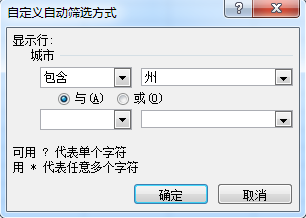 自定义自动筛选方式
显示行:
城市
包含 州
与(A) 或(O)
可用 ? 代表单个字符
用 * 代表任意多个字符
确定 取消